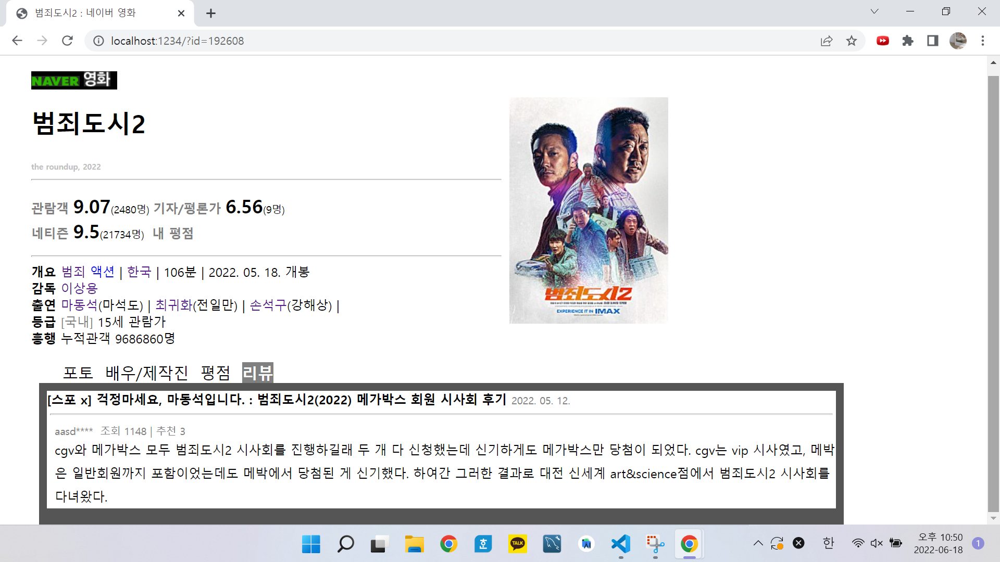 범죄도시2 : 네이버 영화
localhost:1234/?id=192608
NAVER 영화
범죄도시2
the roundup, 2022
관람객 9.07(2480명) 기자/평론가 6.56(9명)
네티즌 9.5(21734명) 내 평점
개요 범죄 액션 | 한국 | 106분 | 2022. 05. 18. 개봉
감독 이상용
출연 마동석(마석도) | 최귀화(전일만) | 손석구(강해상) |
등급 [국내] 15세 관람가
흥행 누적관객 9686860명
범죄도시2
EXPERIENCE IT IN IMAX
포토 배우/제작진 평점 리뷰
[스포 x] 걱정마세요, 마동석입니다. : 범죄도시2(2022) 메가박스 회원 시사회 후기 2022. 05. 12.
aasd**** 조회 1148 | 추천 3
cgv와 메가박스 모두 범죄도시2 시사회를 진행하길래 두 개 다 신청했는데 신기하게도 메가박스만 당첨이 되었다. cgv는 vip 시사였고, 메박
은 일반회원까지 포함이었는데도 메박에서 당첨된 게 신기했다. 하여간 그러한 결과로 대전 신세계 art&science점에서 범죄도시2 시사회를
다녀왔다.
호
TALK
한
오후 10:50
2022-06-18
1